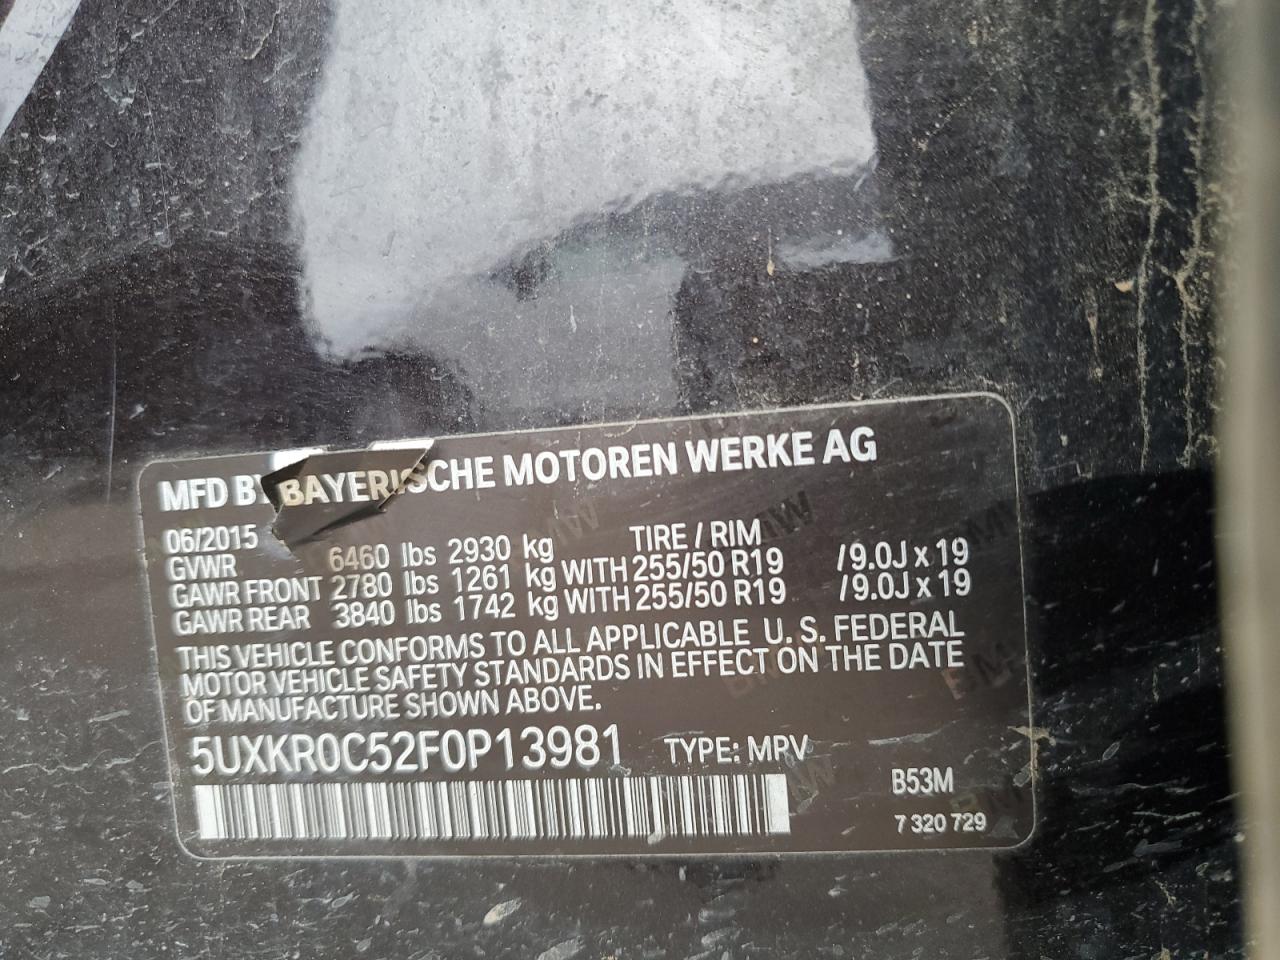 MFD BY BAYERISCHE MOTOREN WERKE AG
06/2015 TIRE / RIM
GVWR 6460 lbs 2930 kg
GAWR FRONT 2780 lbs 1261 kg WITH 255/50 R19 / 9.0J x 19
GAWR REAR 3840 lbs 1742 kg WITH 255/50 R19 / 9.0J x 19
THIS VEHICLE CONFORMS TO ALL APPLICABLE U. S. FEDERAL
MOTOR VEHICLE SAFETY STANDARDS IN EFFECT ON THE DATE
OF MANUFACTURE SHOWN ABOVE.
5UXKR0C52F0P13981 TYPE: MPV
B53M
7 320 729